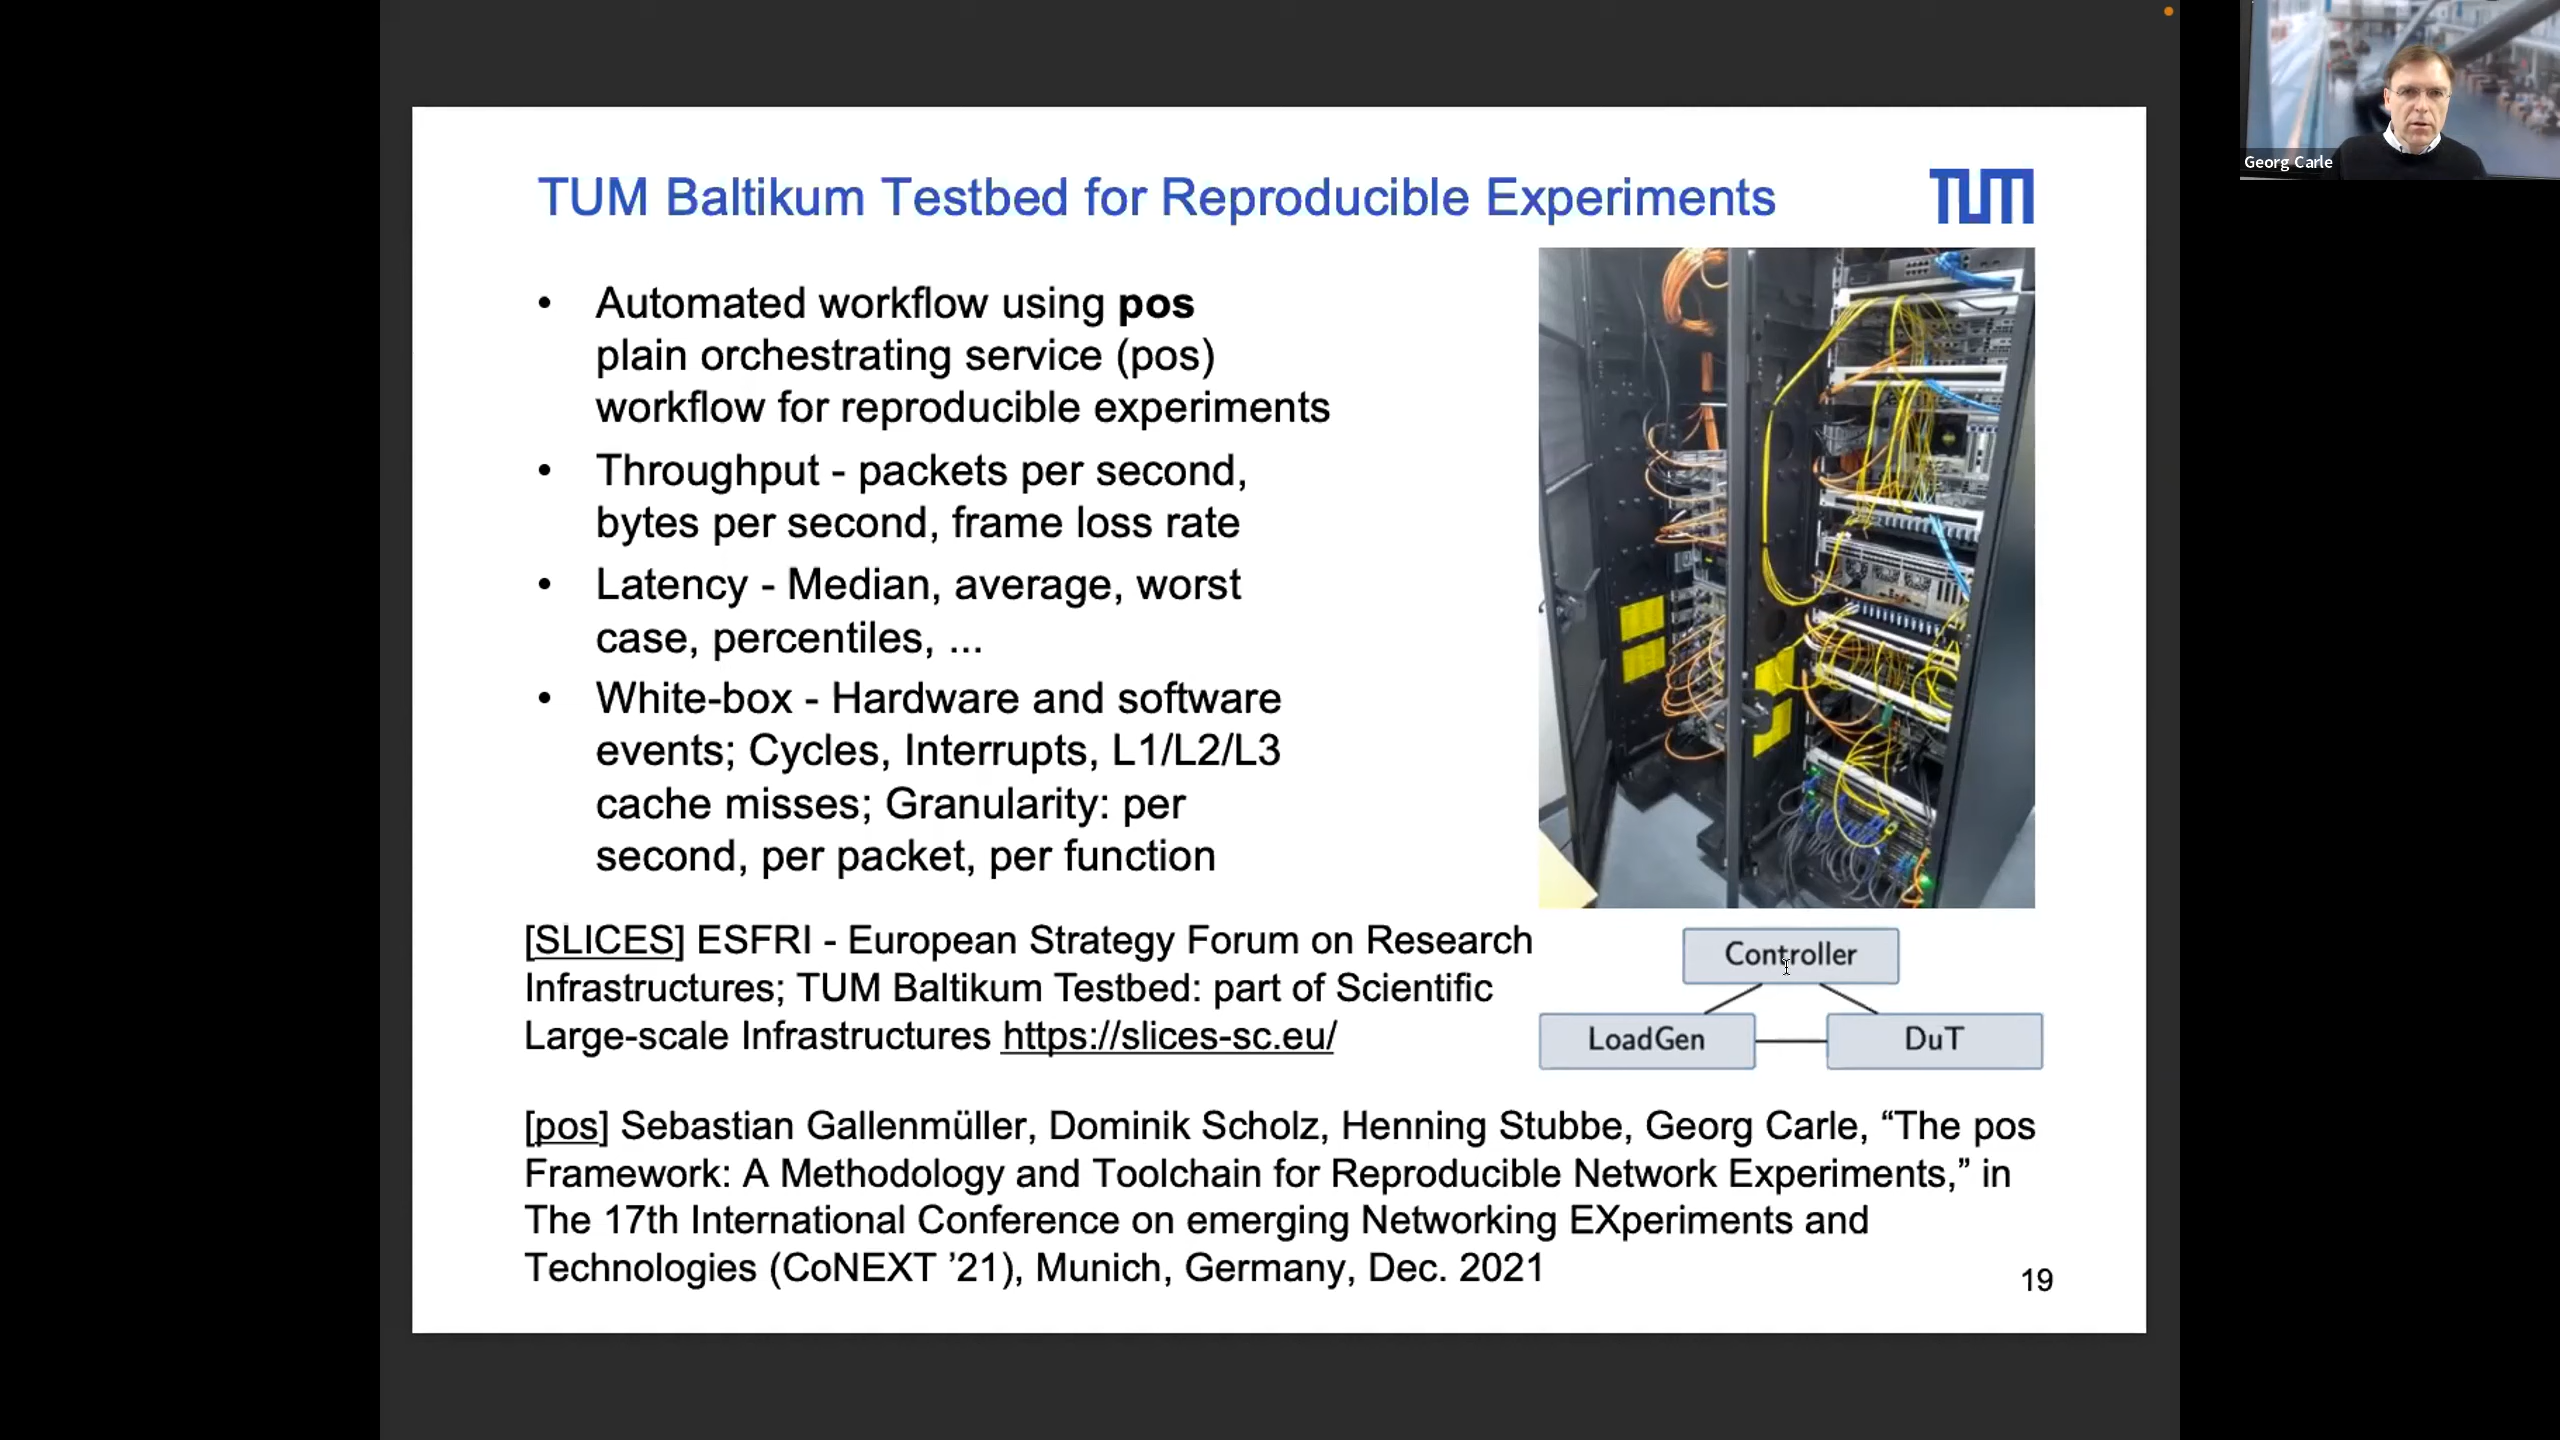 Georg Carle
TUM Baltikum Testbed for Reproducible Experiments
TUM
• Automated workflow using pos
plain orchestrating service (pos)
workflow for reproducible experiments
• Throughput - packets per second,
bytes per second, frame loss rate
• Latency - Median, average, worst
case, percentiles, ...
• White-box - Hardware and software
events; Cycles, Interrupts, L1/L2/L3
cache misses; Granularity: per
second, per packet, per function
[SLICES] ESFRI - European Strategy Forum on Research
Infrastructures; TUM Baltikum Testbed: part of Scientific
Large-scale Infrastructures https://slices-sc.eu/
Controller
LoadGen
DuT
[pos] Sebastian Gallenmüller, Dominik Scholz, Henning Stubbe, Georg Carle, “The pos
Framework: A Methodology and Toolchain for Reproducible Network Experiments,” in
The 17th International Conference on emerging Networking EXperiments and
Technologies (CoNEXT ’21), Munich, Germany, Dec. 2021
19